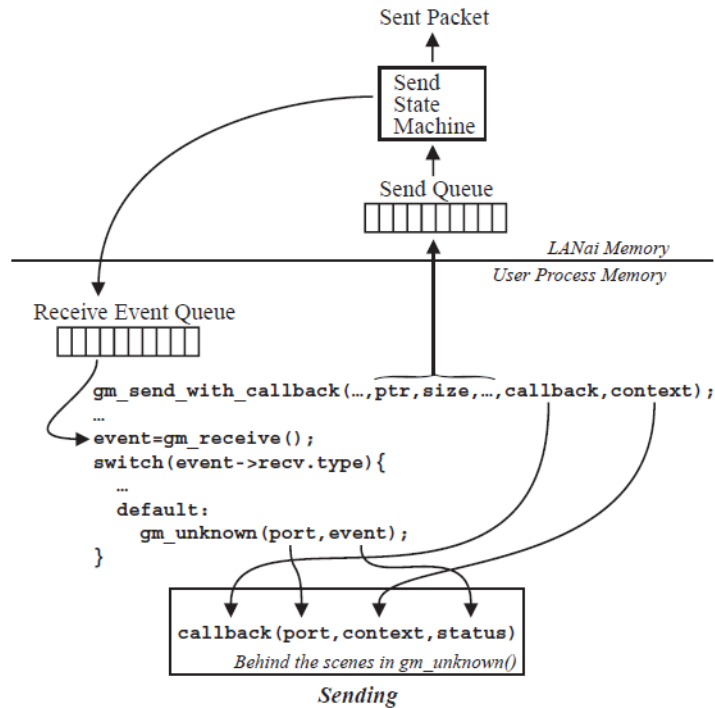 Sent Packet
Send
State
Machine
Send Queue
LANai Memory
User Process Memory
Receive Event Queue
gm_send_with_callback(…,ptr,size,…,callback,context);
…
event=gm_receive();
switch(event->recv.type){
…
default:
gm_unknown(port,event);
}
callback(port,context,status)
Behind the scenes in gm_unknown()
Sending